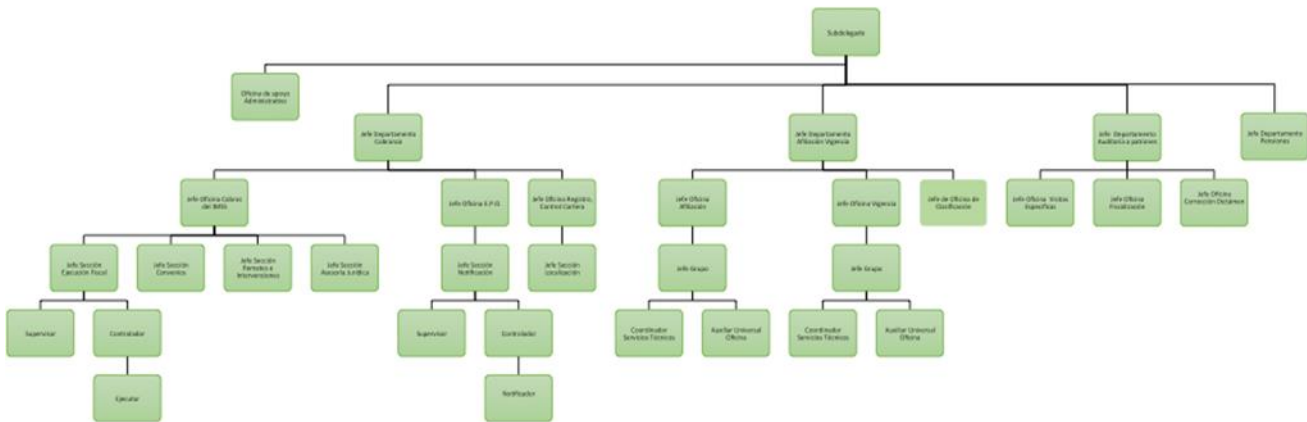 Subdelegado
Oficina de apoyo
Administrativo
Jefe Departamento
Cobranza
Jefe Departamento
Afiliación Vigencia
Jefe Departamento
Auditoria a patrones
Jefe Departamento
Pensiones
Jefe Oficina Cobros
del IMSS
Jefe Oficina
Jefe Oficina Registro,
Control Cartera
Jefe Oficina
Afiliación
Jefe Oficina Vigencia
Jefe de Oficina de
Clasificación
Jefe Oficina Visitas
Específicas
Jefe Oficina
Fiscalización
Jefe Oficina
Corrección Dictamen
Jefe Sección
Ejecución Fiscal
Jefe Sección
Convenios
Jefe Sección
Remates e
Intervenciones
Jefe Sección
Asesoría Jurídica
Jefe Sección
Notificación
Jefe Sección
Localización
Jefe Grupo
Jefe Grupo
Supervisor
Controlador
Supervisor
Controlador
Coordinador
Servicios Técnicos
Auxiliar Universal
Oficina
Coordinador
Servicios Técnicos
Auxiliar Universal
Oficina
Ejecutor
Notificador